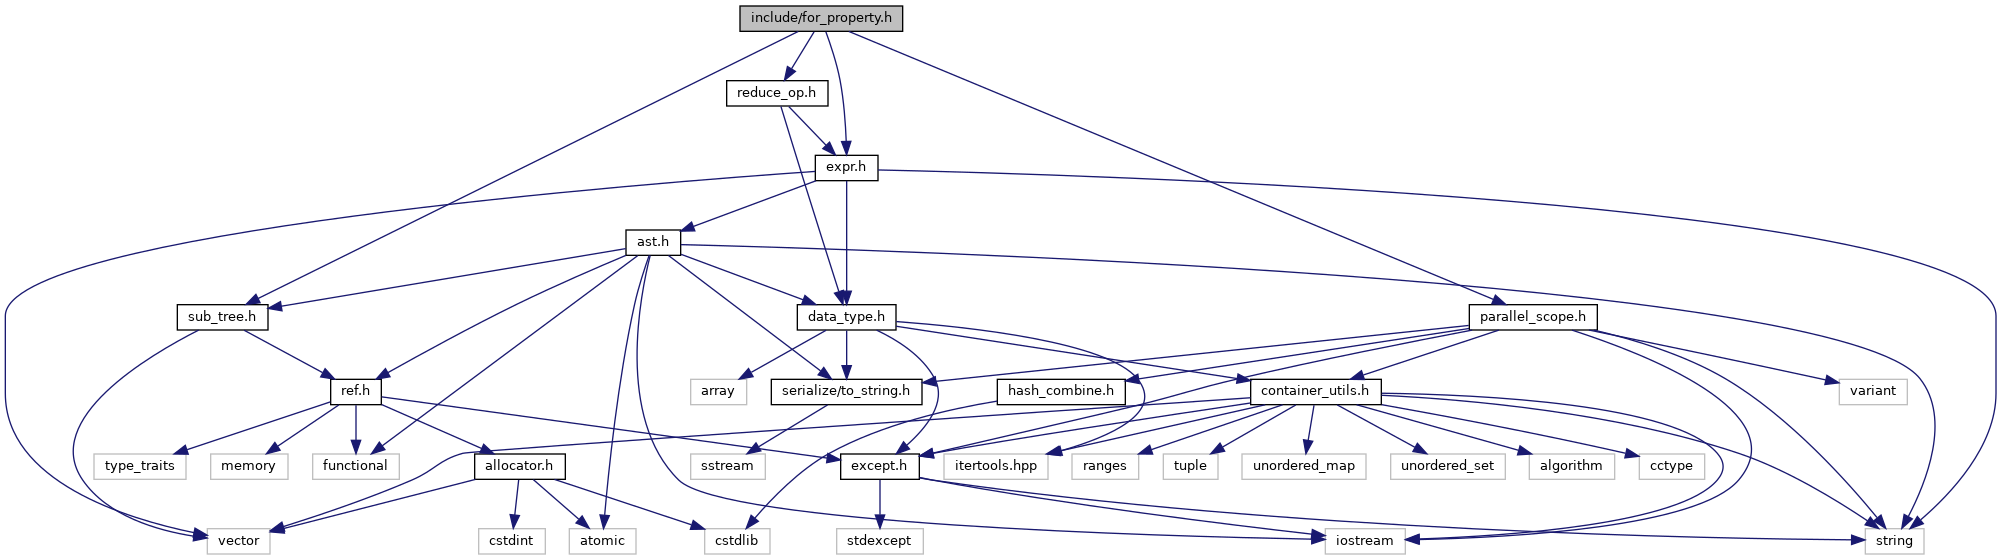 include/for_property.h
reduce_op.h
expr.h
ast.h
sub_tree.h
data_type.h
parallel_scope.h
ref.h
array
serialize/to_string.h
hash_combine.h
container_utils.h
variant
type_traits
memory
functional
allocator.h
sstream
except.h
itertools.hpp
ranges
tuple
unordered_map
unordered_set
algorithm
cctype
vector
cstdint
atomic
cstdlib
stdexcept
iostream
string